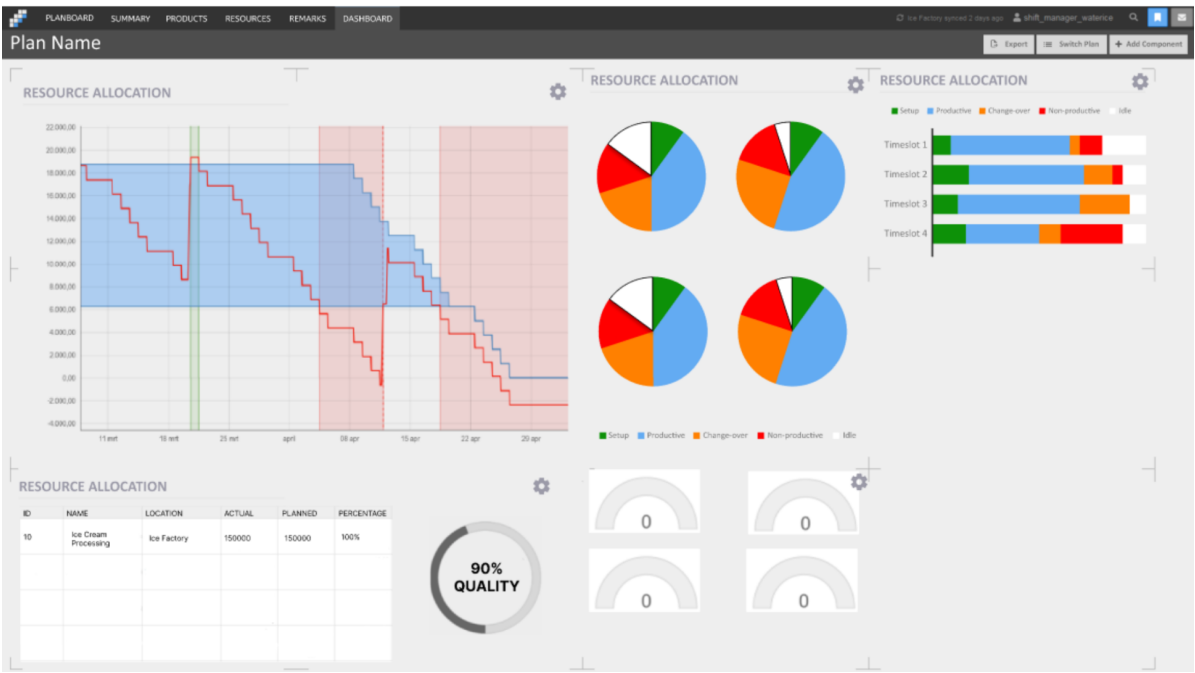 PLANBOARD SUMMARY PRODUCTS RESOURCES REMARKS DASHBOARD
Ice Factory synced 2 days ago shift_manager_waterice
Plan Name
Export Switch Plan + Add Component
RESOURCE ALLOCATION
22.000,00
20.000,00
18.000,00
16.000,00
14.000,00
12.000,00
10.000,00
8.000,00
6.000,00
4.000,00
2.000,00
0,00
-2.000,00
-4.000,00
11 mrt 18 mrt 25 mrt april 08 apr 15 apr 22 apr 29 apr
RESOURCE ALLOCATION
Setup Productive Change-over Non-productive Idle
RESOURCE ALLOCATION
Setup Productive Change-over Non-productive Idle
Timeslot 1
Timeslot 2
Timeslot 3
Timeslot 4
RESOURCE ALLOCATION
ID NAME LOCATION ACTUAL PLANNED PERCENTAGE
10 Ice Cream Processing Ice Factory 150000 150000 100%
90%
QUALITY
0 0
0 0